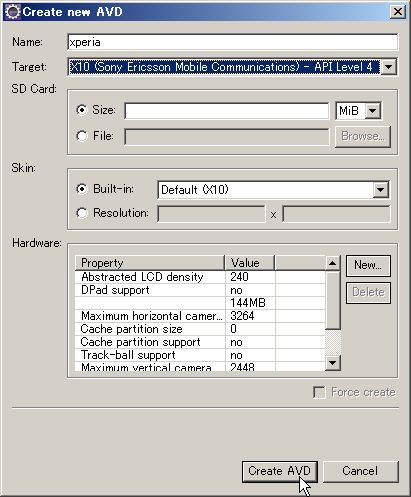 Create new AVD
Name: xperia
Target: X10 (Sony Ericsson Mobile Communications) - API Level 4
SD Card:
Size: MiB
File: Browse...
Skin:
Built-in: Default (X10)
Resolution: x
Hardware:
Property Value New...
Abstracted LCD density 240
DPad support no Delete
144MB
Maximum horizontal camer... 3264
Cache partition size 0
Cache partition support no
Track-ball support no
Maximum vertical camera 2448
Force create
Create AVD Cancel